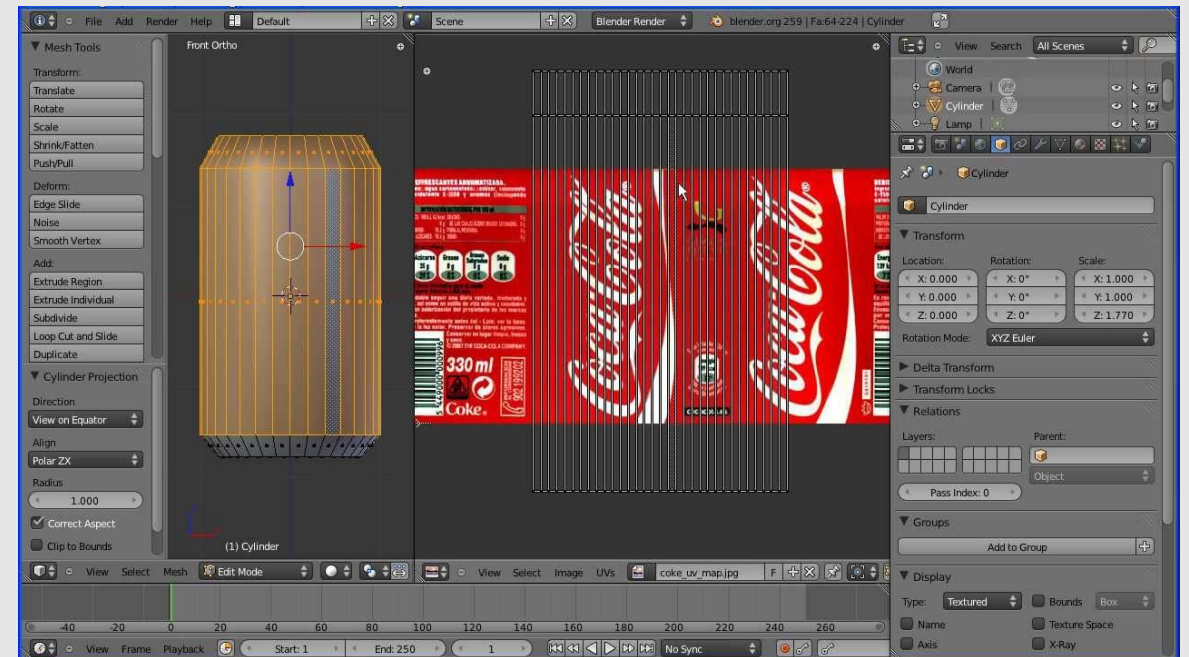 File Add Render Help Default Scene Blender Render blender.org 259 | Fa:64-224 | Cylinder
Mesh Tools
Transform:
Translate
Rotate
Scale
Shrink/Fatten
Push/Pull
Deform:
Edge Slide
Noise
Smooth Vertex
Add:
Extrude Region
Extrude Individual
Subdivide
Loop Cut and Slide
Duplicate
Cylinder Projection
Direction
View on Equator
Align
Polar ZX
Radius
1.000
Correct Aspect
Clip to Bounds
Front Ortho
(1) Cylinder
View Select Mesh Edit Mode
330 ml
Coke
902 199202
Coca-Cola
Coca-Cola
View Select Image UVs coke_uv_map.jpg F
View Search All Scenes
World
Camera
Cylinder
Lamp
Cylinder
Cylinder
Transform
Location: Rotation: Scale:
X: 0.000 X: 0° X: 1.000
Y: 0.000 Y: 0° Y: 1.000
Z: 0.000 Z: 0° Z: 1.770
Rotation Mode: XYZ Euler
Delta Transform
Transform Locks
Relations
Layers: Parent:
Object
Pass Index: 0
Groups
Add to Group
Display
Type: Textured Bounds Box
Name Texture Space
Axis X-Ray
-40 -20 0 20 40 60 80 100 120 140 160 180 200 220 240 260
View Frame Playback Start: 1 End: 250 1 No Sync